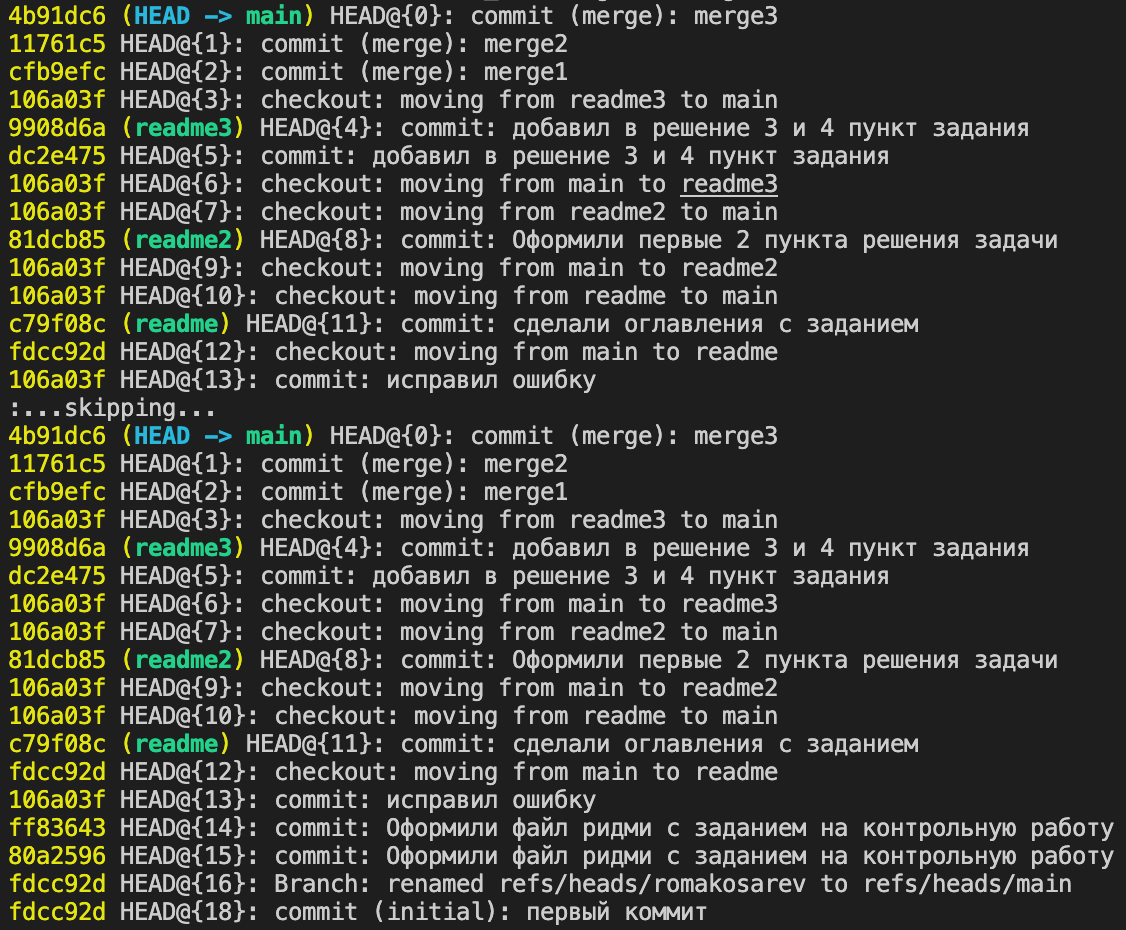 4b91dc6 (HEAD -> main) HEAD@{0}: commit (merge): merge3
11761c5 HEAD@{1}: commit (merge): merge2
cfb9efc HEAD@{2}: commit (merge): merge1
106a03f HEAD@{3}: checkout: moving from readme3 to main
9908d6a (readme3) HEAD@{4}: commit: добавил в решение 3 и 4 пункт задания
dc2e475 HEAD@{5}: commit: добавил в решение 3 и 4 пункт задания
106a03f HEAD@{6}: checkout: moving from main to readme3
106a03f HEAD@{7}: checkout: moving from readme2 to main
81dcb85 (readme2) HEAD@{8}: commit: Оформили первые 2 пункта решения задачи
106a03f HEAD@{9}: checkout: moving from main to readme2
106a03f HEAD@{10}: checkout: moving from readme to main
c79f08c (readme) HEAD@{11}: commit: сделали оглавления с заданием
fdcc92d HEAD@{12}: checkout: moving from main to readme
106a03f HEAD@{13}: commit: исправил ошибку
:...skipping...
4b91dc6 (HEAD -> main) HEAD@{0}: commit (merge): merge3
11761c5 HEAD@{1}: commit (merge): merge2
cfb9efc HEAD@{2}: commit (merge): merge1
106a03f HEAD@{3}: checkout: moving from readme3 to main
9908d6a (readme3) HEAD@{4}: commit: добавил в решение 3 и 4 пункт задания
dc2e475 HEAD@{5}: commit: добавил в решение 3 и 4 пункт задания
106a03f HEAD@{6}: checkout: moving from main to readme3
106a03f HEAD@{7}: checkout: moving from readme2 to main
81dcb85 (readme2) HEAD@{8}: commit: Оформили первые 2 пункта решения задачи
106a03f HEAD@{9}: checkout: moving from main to readme2
106a03f HEAD@{10}: checkout: moving from readme to main
c79f08c (readme) HEAD@{11}: commit: сделали оглавления с заданием
fdcc92d HEAD@{12}: checkout: moving from main to readme
106a03f HEAD@{13}: commit: исправил ошибку
ff83643 HEAD@{14}: commit: Оформили файл ридми с заданием на контрольную работу
80a2596 HEAD@{15}: commit: Оформили файл ридми с заданием на контрольную работу
fdcc92d HEAD@{16}: Branch: renamed refs/heads/romakosarev to refs/heads/main
fdcc92d HEAD@{18}: commit (initial): первый коммит